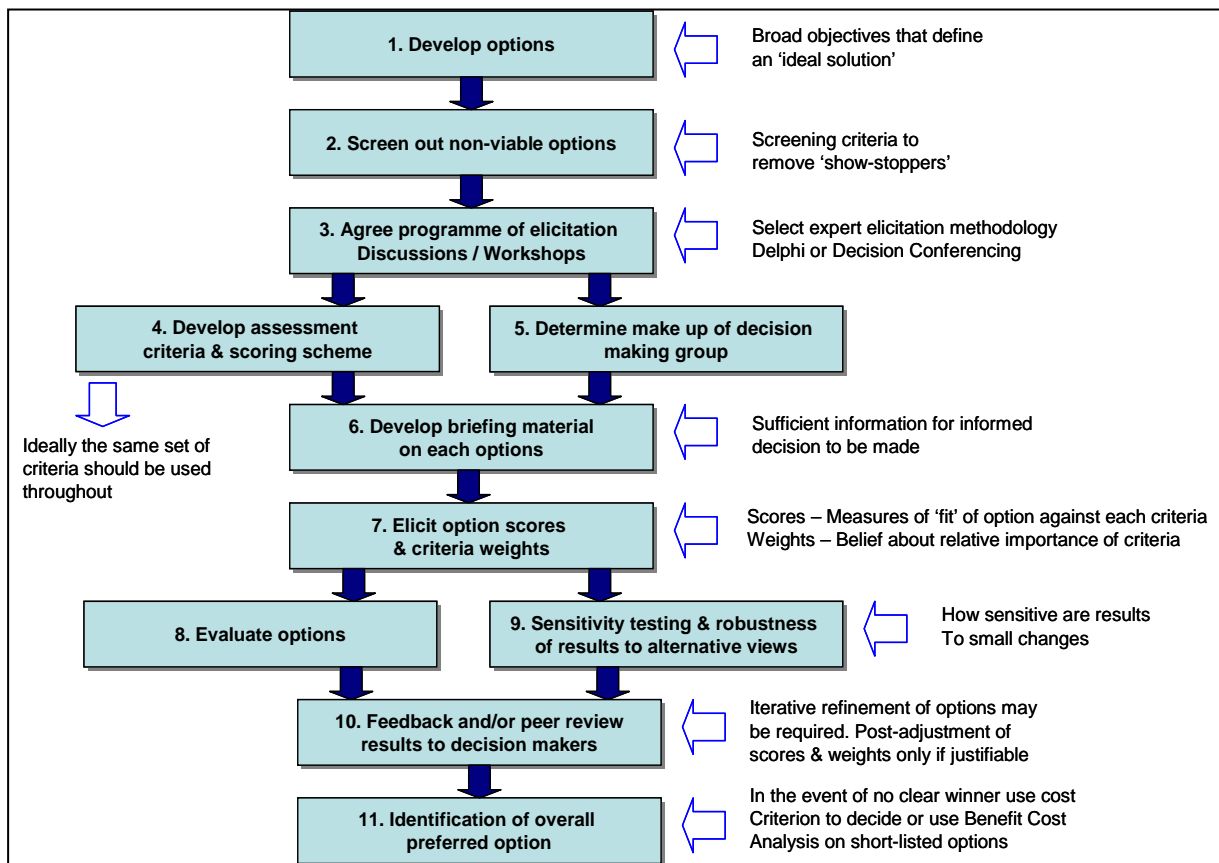 1. Develop options
Broad objectives that define
an ‘ideal solution’
2. Screen out non-viable options
Screening criteria to
remove ‘show-stoppers’
3. Agree programme of elicitation
Discussions / Workshops
Select expert elicitation methodology
Delphi or Decision Conferencing
4. Develop assessment
criteria & scoring scheme
5. Determine make up of decision
making group
Ideally the same set of
criteria should be used
throughout
6. Develop briefing material
on each options
Sufficient information for informed
decision to be made
7. Elicit option scores
& criteria weights
Scores – Measures of ‘fit’ of option against each criteria
Weights – Belief about relative importance of criteria
8. Evaluate options
9. Sensitivity testing & robustness
of results to alternative views
How sensitive are results
To small changes
10. Feedback and/or peer review
results to decision makers
Iterative refinement of options may
be required. Post-adjustment of
scores & weights only if justifiable
11. Identification of overall
preferred option
In the event of no clear winner use cost
Criterion to decide or use Benefit Cost
Analysis on short-listed options